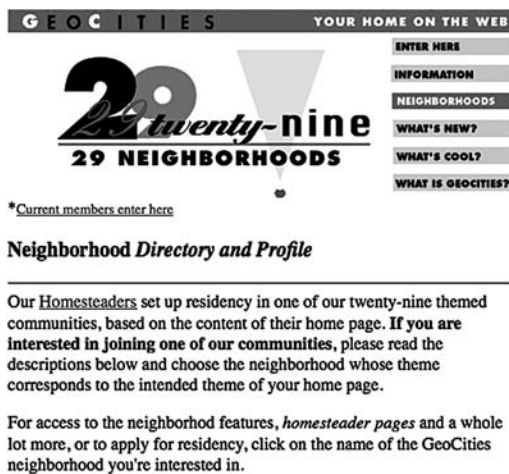 GEOCITIES YOUR HOME ON THE WEB
ENTER HERE
INFORMATION
NEIGHBORHOODS
WHAT'S NEW?
WHAT'S COOL?
WHAT IS GEOCITIES?
29
29 twenty-nine
29 NEIGHBORHOODS
*Current members enter here
Neighborhood Directory and Profile
Our Homesteaders set up residency in one of our twenty-nine themed
communities, based on the content of their home page. If you are
interested in joining one of our communities, please read the
descriptions below and choose the neighborhood whose theme
corresponds to the intended theme of your home page.
For access to the neighborhod features, homesteader pages and a whole
lot more, or to apply for residency, click on the name of the GeoCities
neighborhood you're interested in.